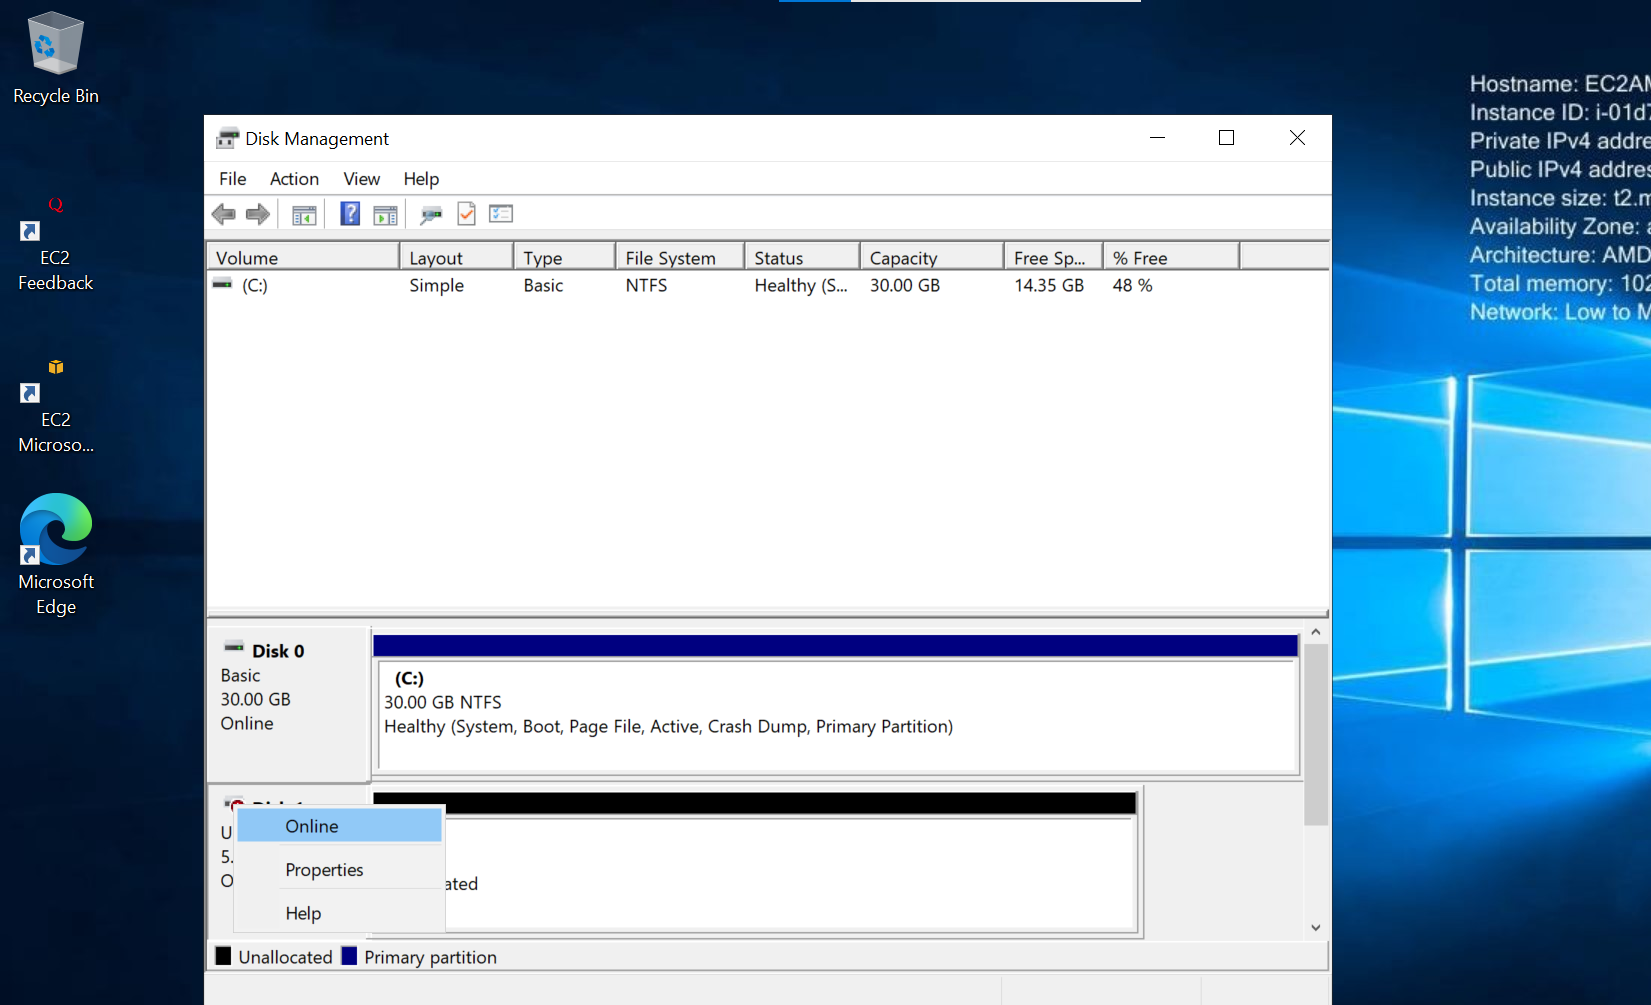 Recycle Bin
EC2
Feedback
EC2
Microso...
Microsoft
Edge
Hostname: EC2AM
Instance ID: i-01d7
Private IPv4 addre
Public IPv4 addres
Instance size: t2.m
Availability Zone: a
Architecture: AMD
Total memory: 102
Network: Low to M
Disk Management
File Action View Help
Volume Layout Type File System Status Capacity Free Sp... % Free
(C:) Simple Basic NTFS Healthy (S... 30.00 GB 14.35 GB 48 %
Disk 0
Basic
30.00 GB
Online
(C:)
30.00 GB NTFS
Healthy (System, Boot, Page File, Active, Crash Dump, Primary Partition)
U
5.
O
Online
Properties
Help
ated
Unallocated Primary partition